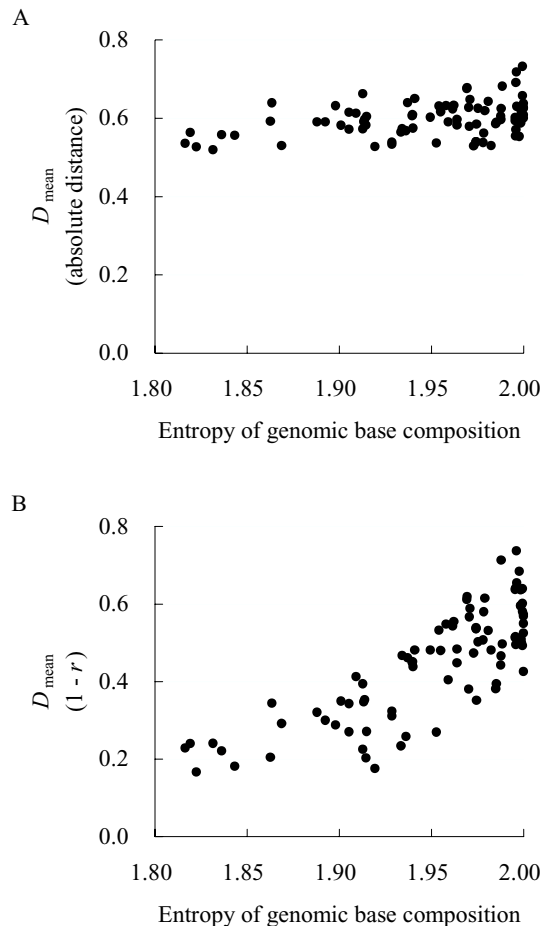 A
0.8
0.6
0.4
0.2
0.0
D mean
(absolute distance)
1.80 1.85 1.90 1.95 2.00
Entropy of genomic base composition
B
0.8
0.6
0.4
0.2
0.0
D mean
(1 - r)
1.80 1.85 1.90 1.95 2.00
Entropy of genomic base composition